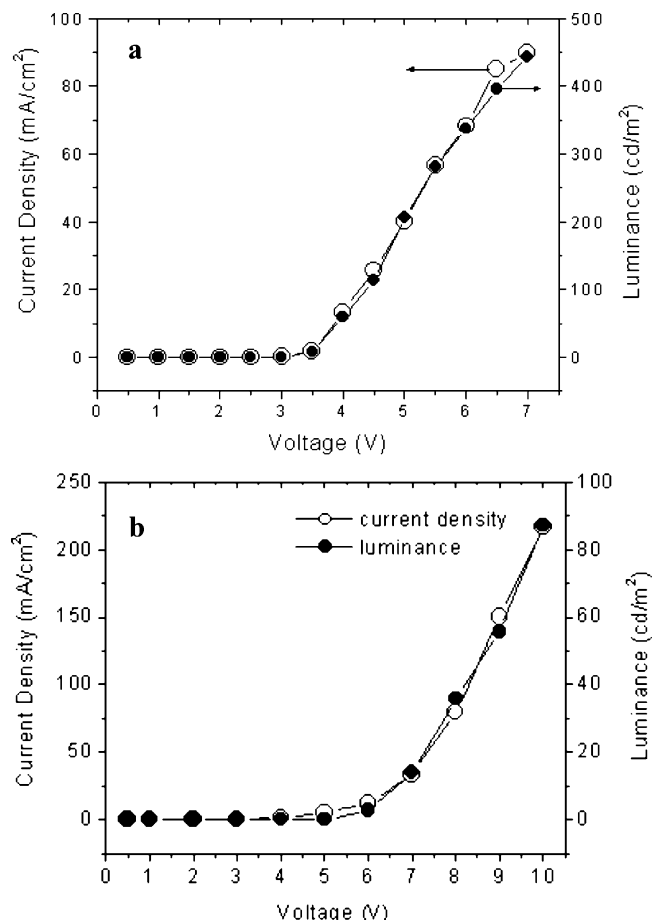 a
100
80
60
40
20
0
Current Density (mA/cm²)
500
400
300
200
100
0
Luminance (cd/m²)
0 1 2 3 4 5 6 7
Voltage (V)
b
current density
luminance
250
200
150
100
50
0
Current Density (mA/cm²)
100
80
60
40
20
0
Luminance (cd/m²)
0 1 2 3 4 5 6 7 8 9 10
Voltage (V)